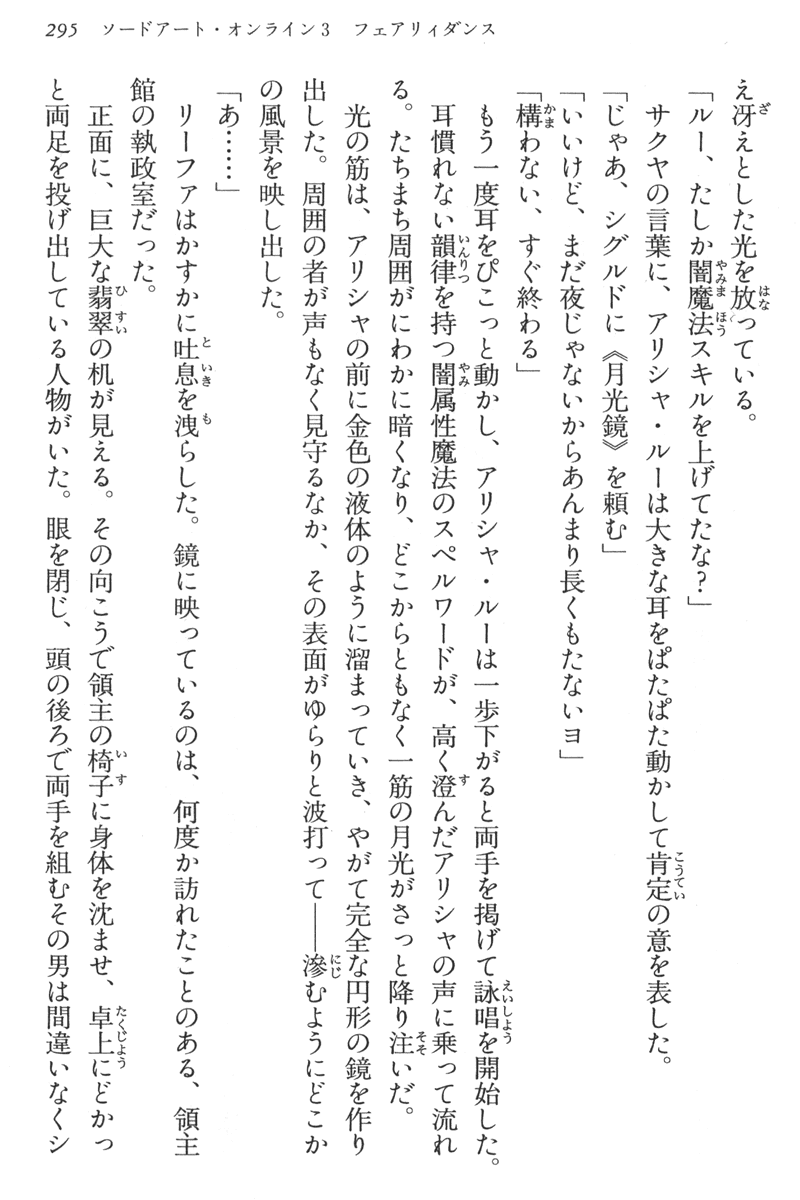 295　ソードアート・オンライン3　フェアリィダンス
え冴えとした光を放っている。
「ルー、たしか闇魔法スキルを上げてたな？」
サクヤの言葉に、アリシャ・ルーは大きな耳をぱたぱた動かして肯定の意を表した。
「じゃあ、シグルドに《月光鏡》を頼む」
「いいけど、まだ夜じゃないからあんまり長くもたないヨ」
「構わない、すぐ終わる」
もう一度耳をぴこっと動かし、アリシャ・ルーは一歩下がると両手を掲げて詠唱を開始した。
耳慣れない韻律を持つ闇属性魔法のスペルワードが、高く澄んだアリシャの声に乗って流れ
る。たちまち周囲がにわかに暗くなり、どこからともなく一筋の月光がさっと降り注いだ。
光の筋は、アリシャの前に金色の液体のように溜まっていき、やがて完全な円形の鏡を作り
出した。周囲の者が声もなく見守るなか、その表面がゆらりと波打って――滲むようにどこか
の風景を映し出した。
「あ……」
リーファはかすかに吐息を洩らした。鏡に映っているのは、何度か訪れたことのある、領主
館の執政室だった。
正面に、巨大な翡翠の机が見える。その向こうで領主の椅子に身体を沈ませ、卓上にどかっ
と両足を投げ出している人物がいた。眼を閉じ、頭の後ろで両手を組むその男は間違いなくシ